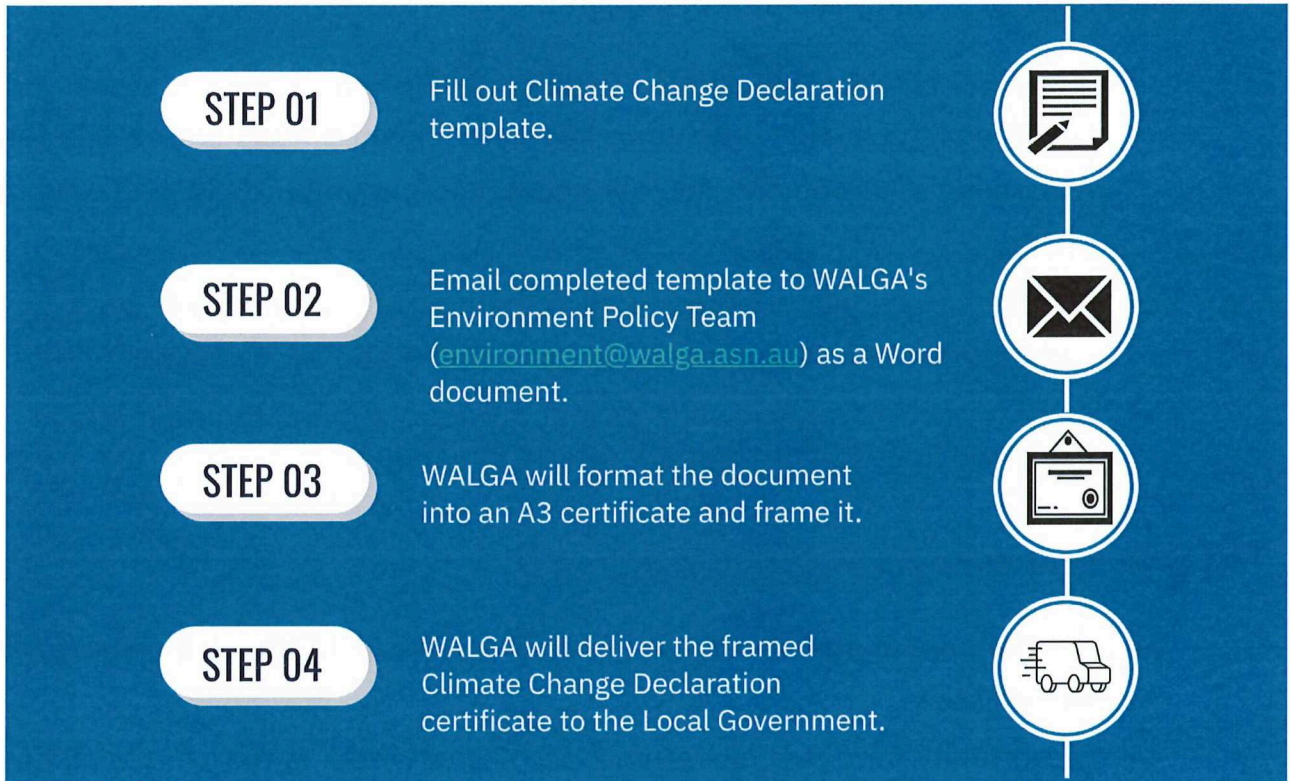 STEP 01
Fill out Climate Change Declaration
template.
STEP 02
Email completed template to WALGA's
Environment Policy Team
(environment@walga.asn.au) as a Word
document.
STEP 03
WALGA will format the document
into an A3 certificate and frame it.
STEP 04
WALGA will deliver the framed
Climate Change Declaration
certificate to the Local Government.